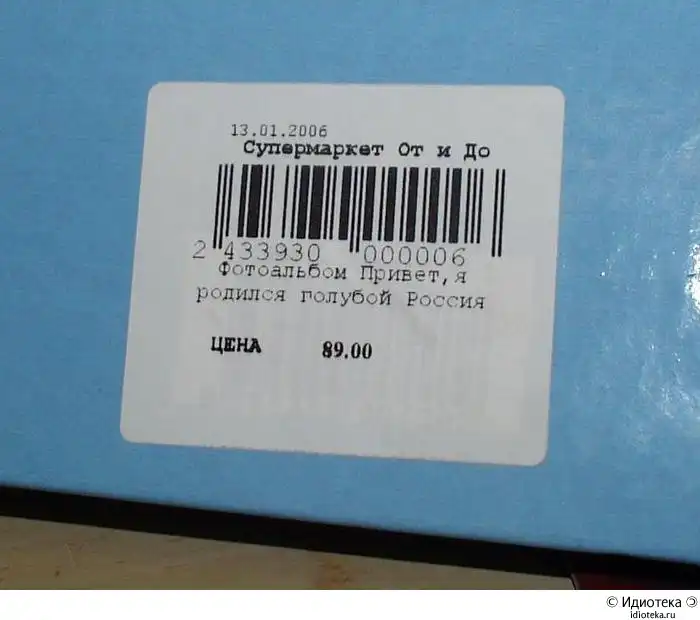 13.01.2006
Супермаркет От и До
2 433930 000006
Фотоальбом Привет,я
родился голубой Россия
ЦЕНА 89.00
© Идиотека
idioteka.ru